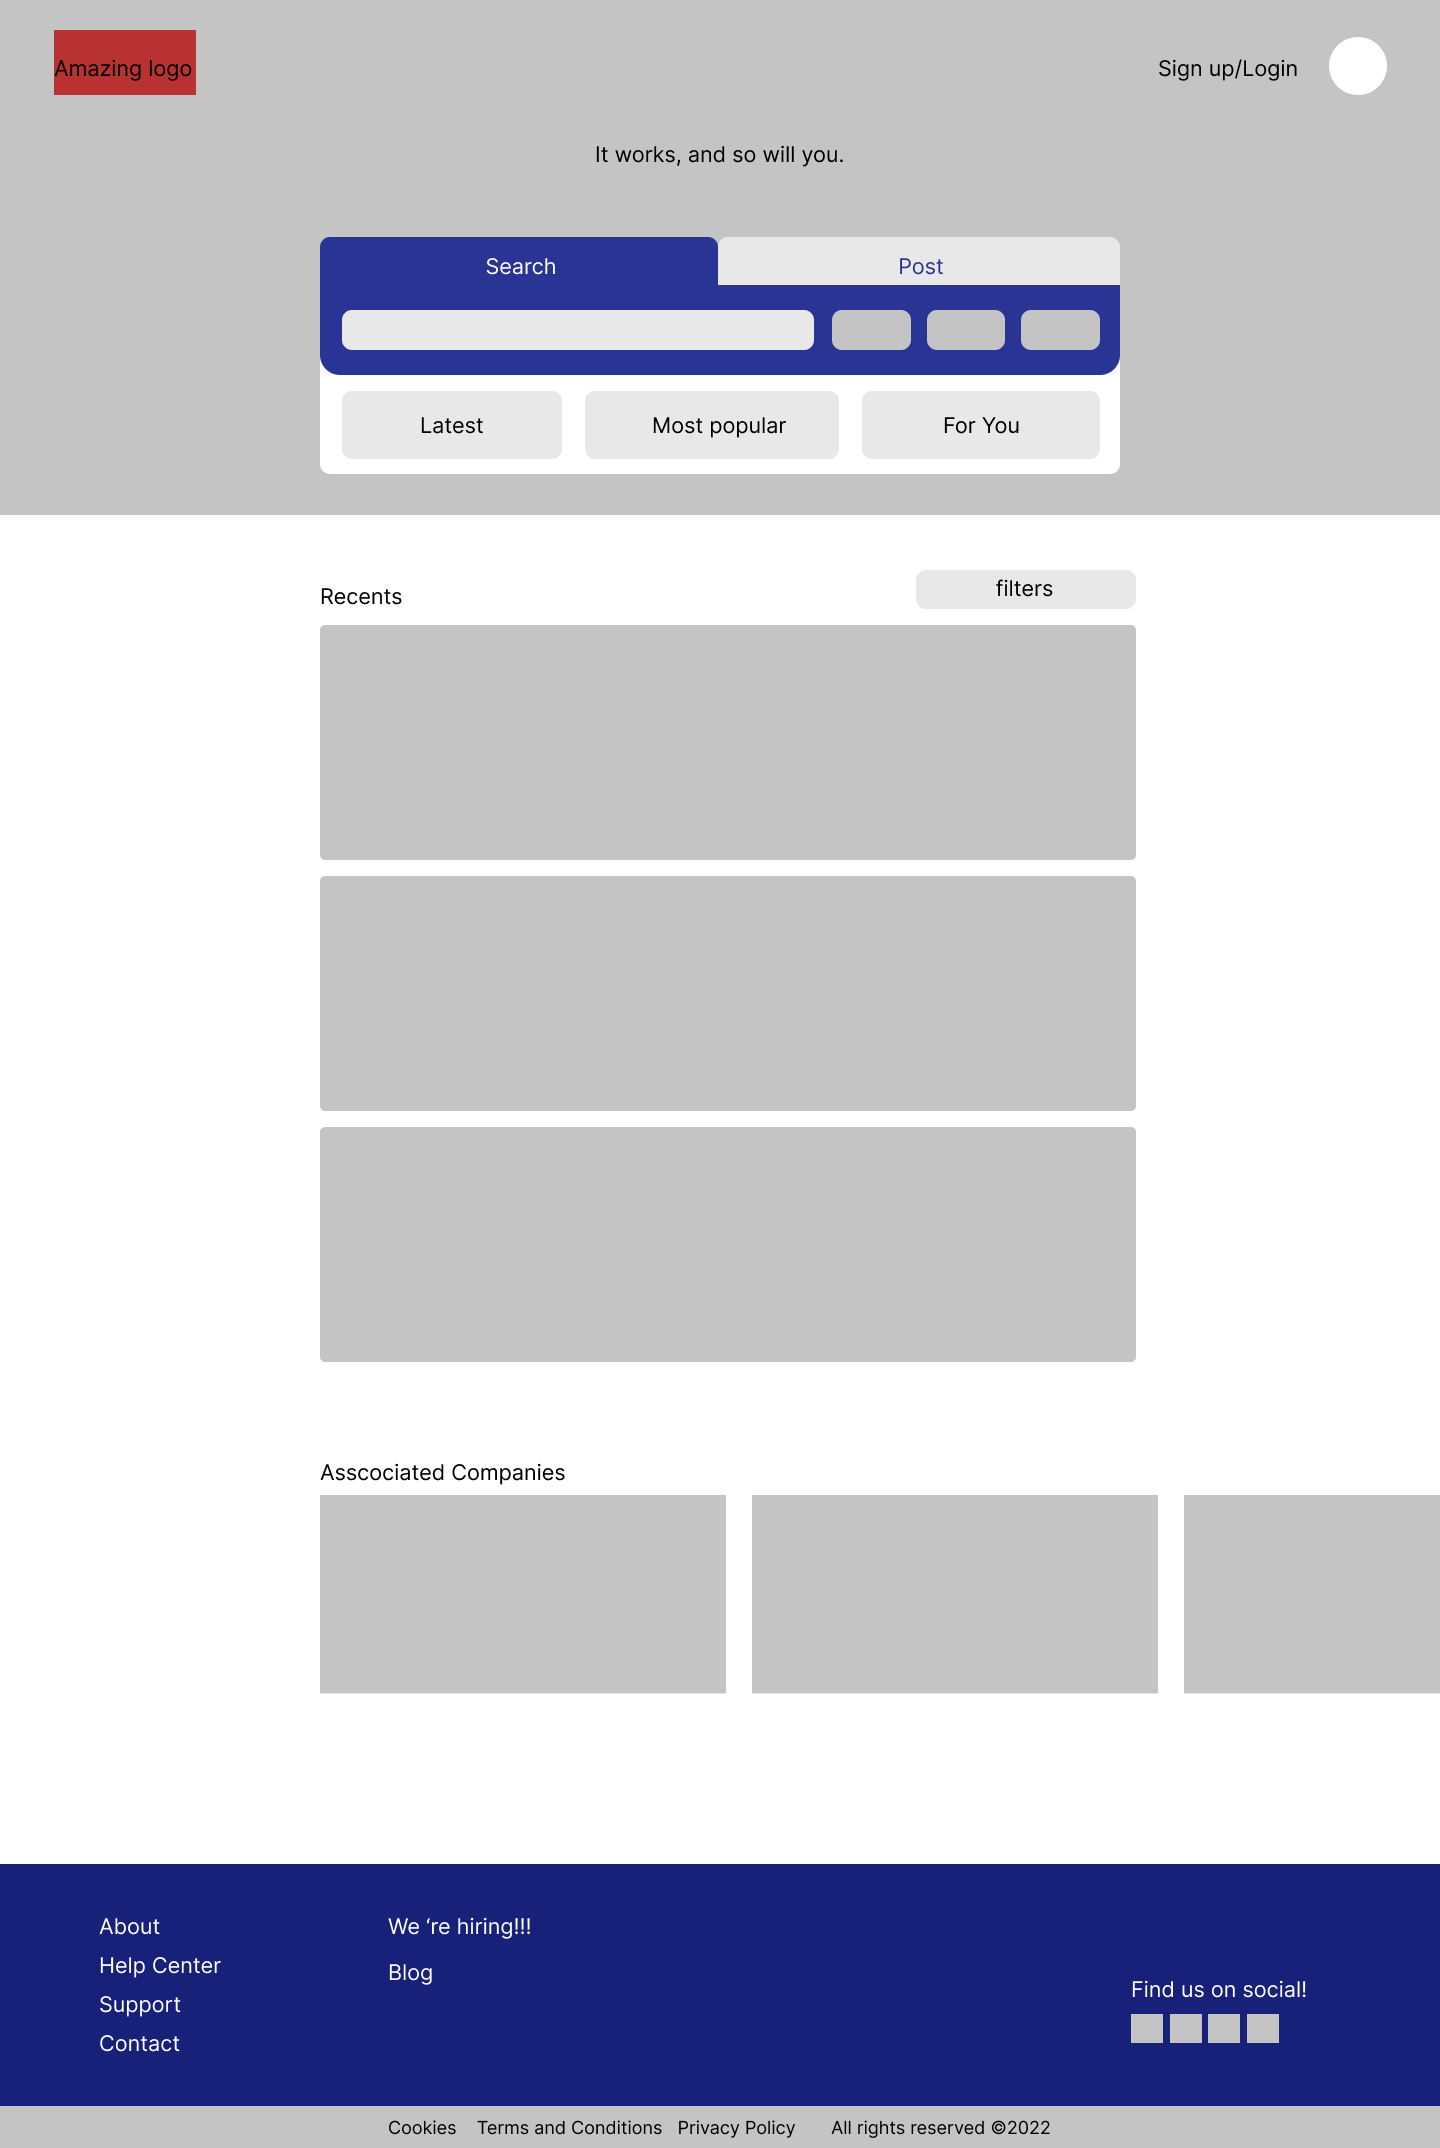 Amazing logo
Sign up/Login
It works, and so will you.
Search
Post
Latest
Most popular
For You
Recents
filters
Asscociated Companies
About
Help Center
Support
Contact
We ‘re hiring!!!
Blog
Find us on social!
Cookies Terms and Conditions Privacy Policy All rights reserved ©2022